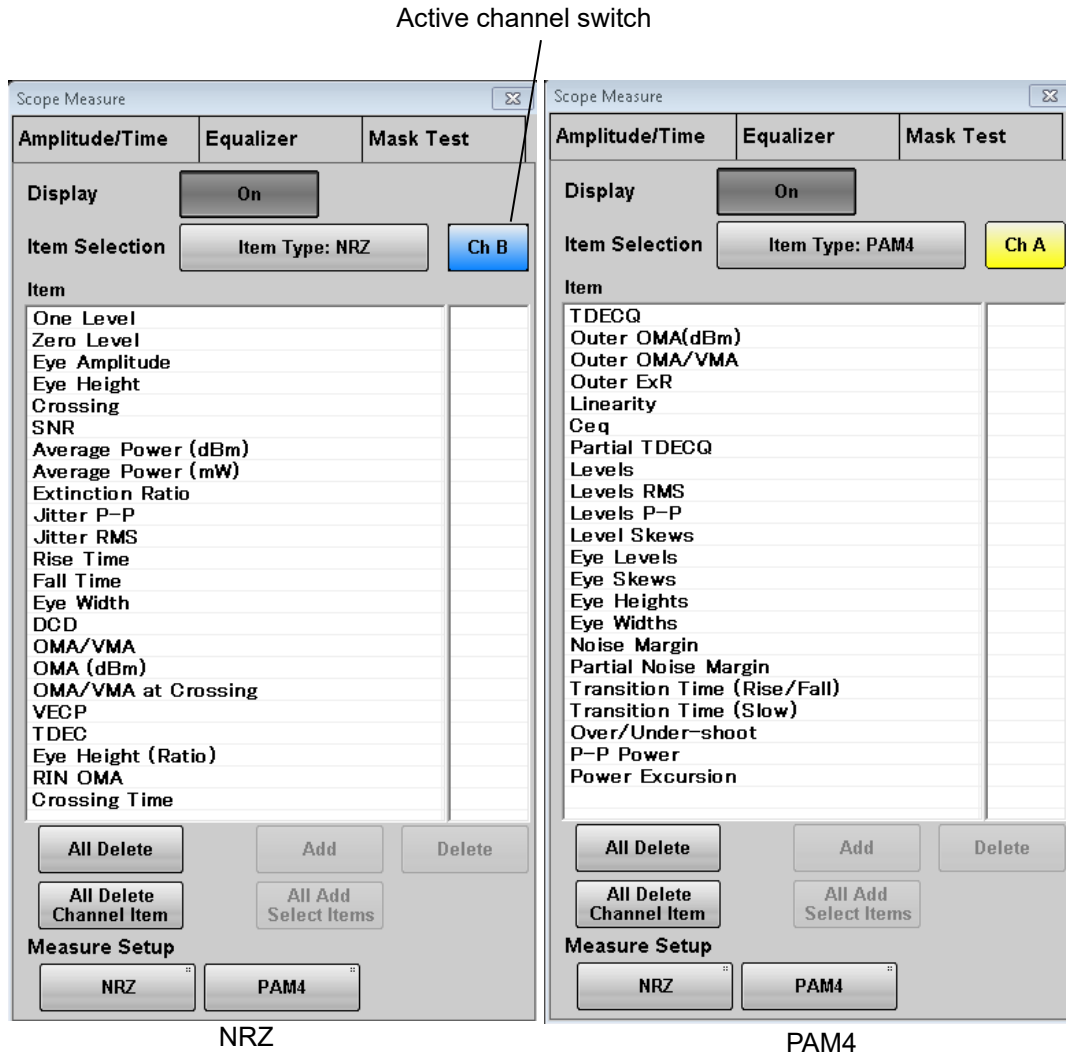 Active channel switch
Scope Measure
Amplitude/Time Equalizer Mask Test
Display On
Item Selection Item Type: NRZ Ch B
Item
One Level
Zero Level
Eye Amplitude
Eye Height
Crossing
SNR
Average Power (dBm)
Average Power (mW)
Extinction Ratio
Jitter P-P
Jitter RMS
Rise Time
Fall Time
Eye Width
DCD
OMA/VMA
OMA (dBm)
OMA/VMA at Crossing
VECP
TDEC
Eye Height (Ratio)
RIN OMA
Crossing Time
All Delete Add Delete
All Delete
Channel Item
All Add
Select Items
Measure Setup
NRZ PAM4
NRZ
Scope Measure
Amplitude/Time Equalizer Mask Test
Display On
Item Selection Item Type: PAM4 Ch A
Item
TDECQ
Outer OMA(dBm)
Outer OMA/VMA
Outer ExR
Linearity
Ceq
Partial TDECQ
Levels
Levels RMS
Levels P-P
Level Skews
Eye Levels
Eye Skews
Eye Heights
Eye Widths
Noise Margin
Partial Noise Margin
Transition Time (Rise/Fall)
Transition Time (Slow)
Over/Under-shoot
P-P Power
Power Excursion
All Delete Add Delete
All Delete
Channel Item
All Add
Select Items
Measure Setup
NRZ PAM4
PAM4